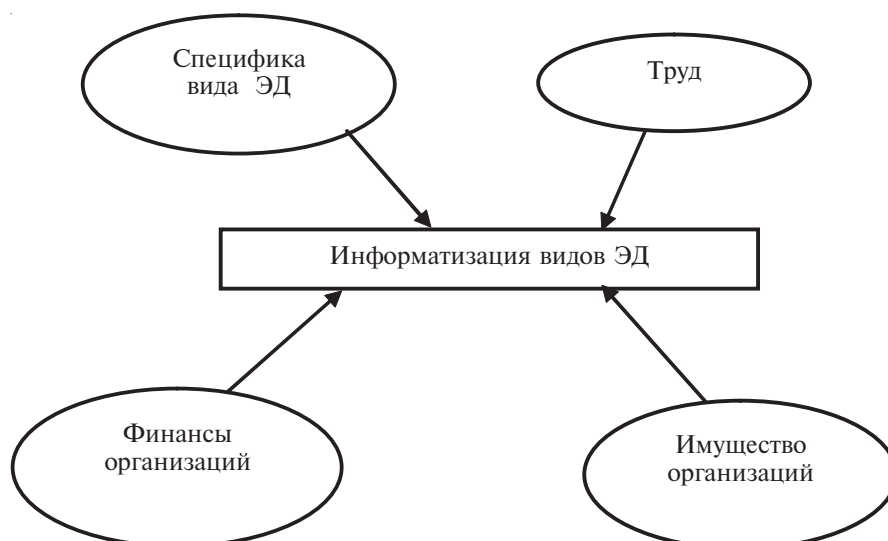 Специфика
вида ЭД
Труд
Информатизация видов ЭД
Финансы
организаций
Имущество
организаций